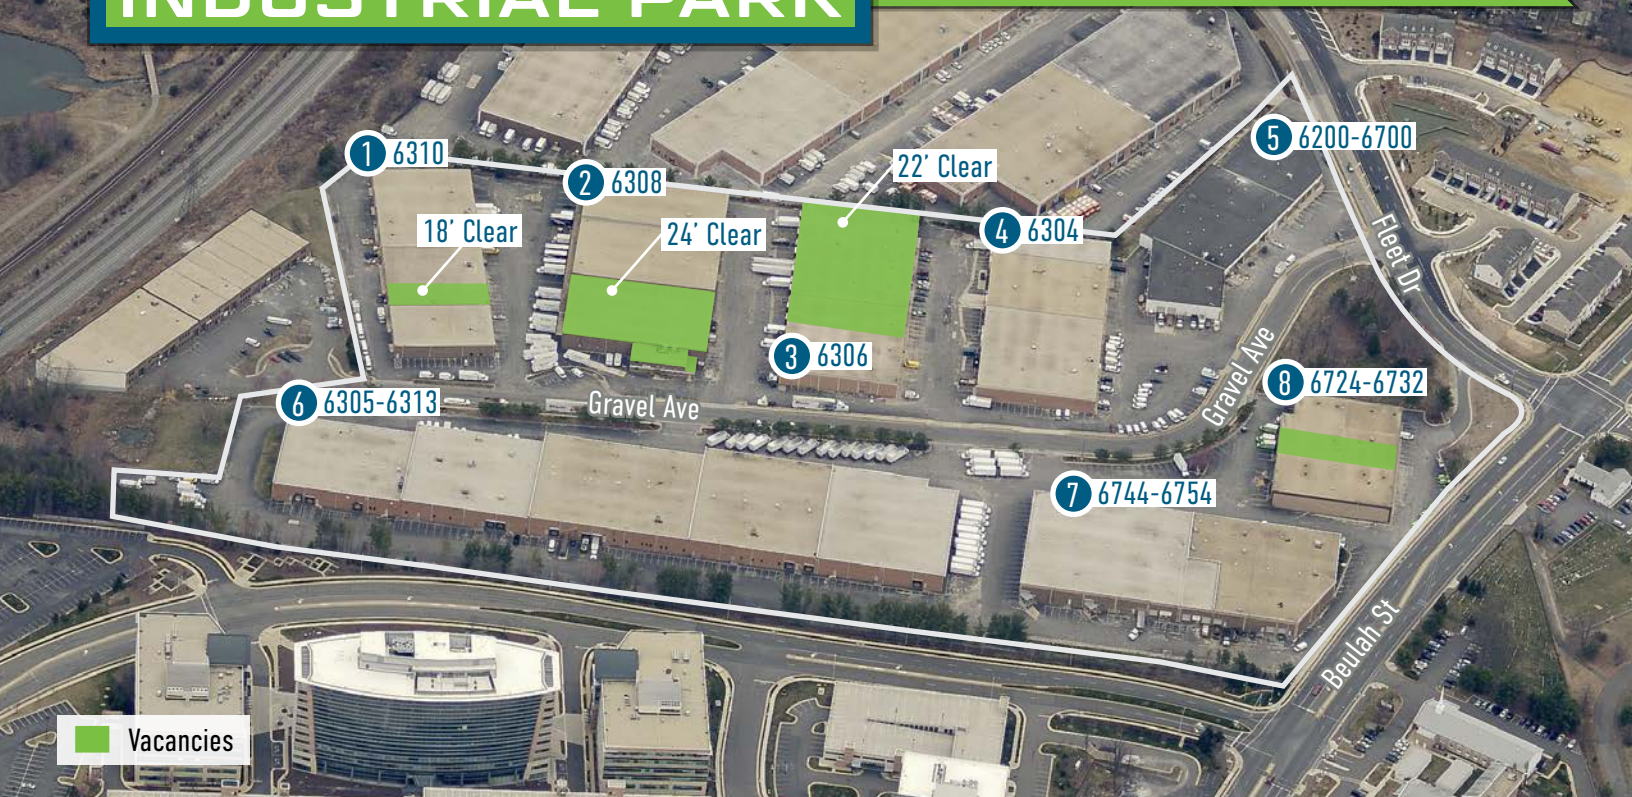 INDUSTRIAL PARK
1 6310
2 6308
22’ Clear
5 6200-6700
18’ Clear
24’ Clear
4 6304
Fleet Dr
3 6306
Gravel Ave
8 6724-6732
6 6305-6313
Gravel Ave
7 6744-6754
Beulah St
Vacancies